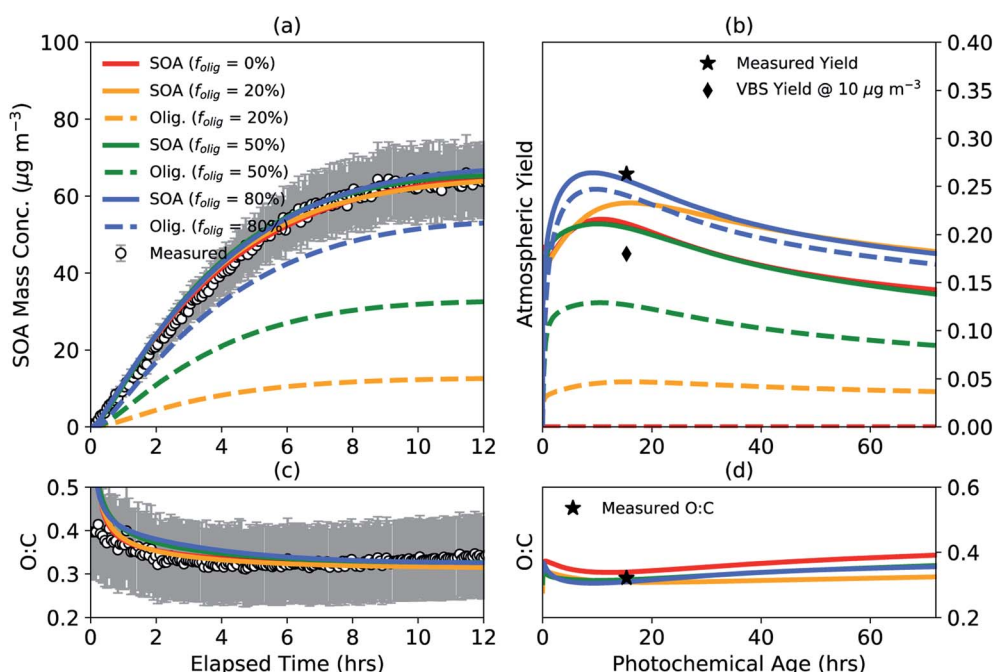 (a)
SOA Mass Conc. (μg m⁻³)
100
80
60
40
20
0
SOA (f_olig = 0%)
SOA (f_olig = 20%)
Olig. (f_olig = 20%)
SOA (f_olig = 50%)
Olig. (f_olig = 50%)
SOA (f_olig = 80%)
Olig. (f_olig = 80%)
Measured
0 2 4 6 8 10 12
(b)
Atmospheric Yield
Measured Yield
VBS Yield @ 10 μg m⁻³
0.40
0.35
0.30
0.25
0.20
0.15
0.10
0.05
0.00
0 20 40 60
(c)
O:C
0.5
0.4
0.3
0.2
0 2 4 6 8 10 12
Elapsed Time (hrs)
(d)
O:C
Measured O:C
0.6
0.4
0.2
0 20 40 60
Photochemical Age (hrs)